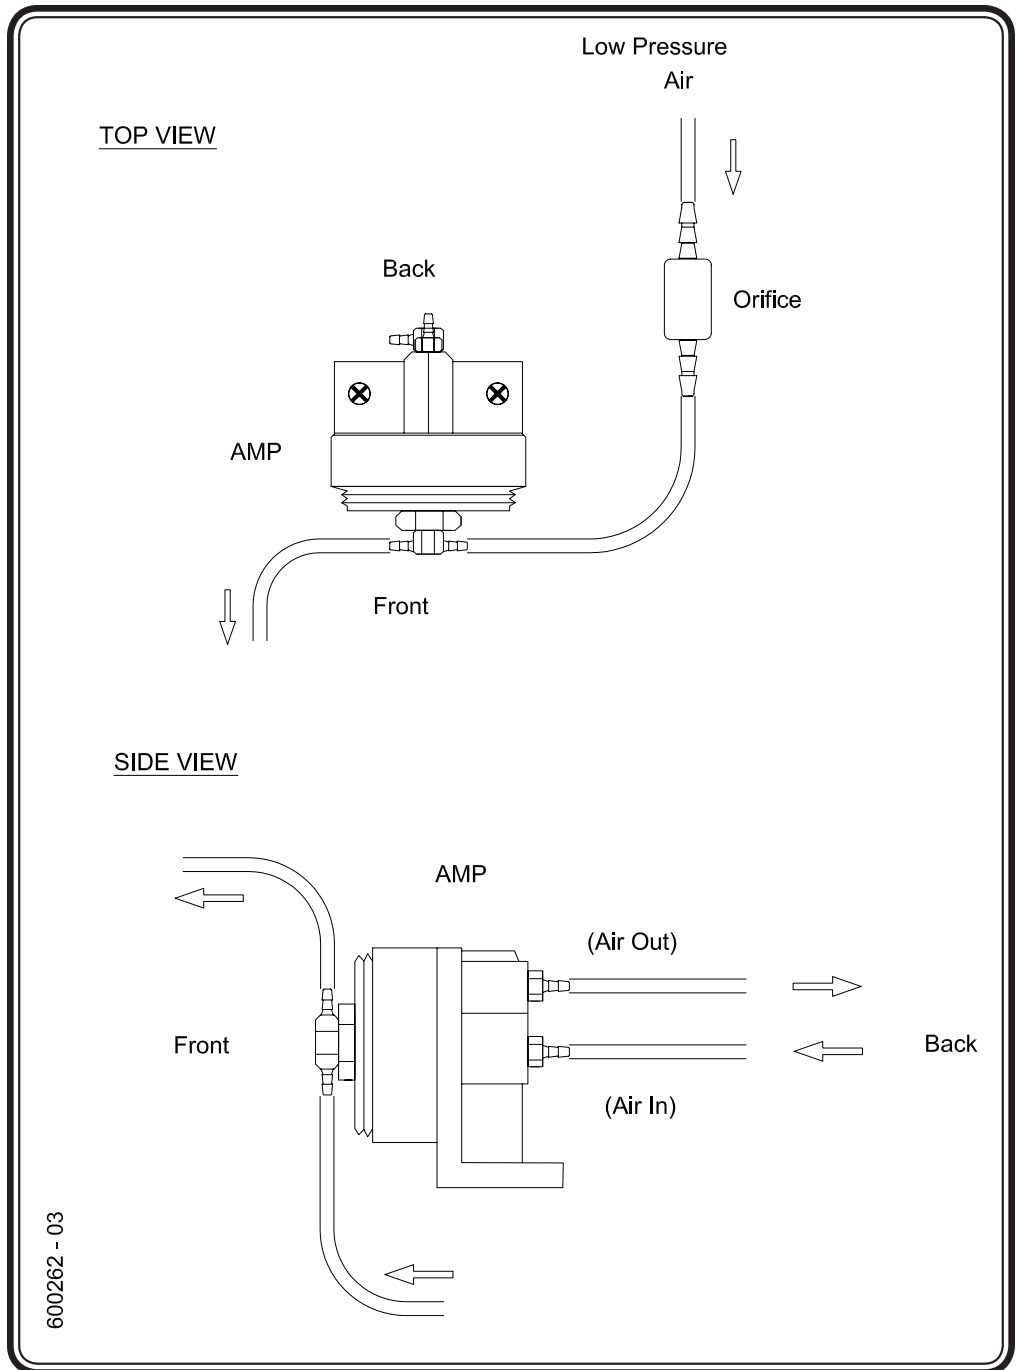 Low Pressure
Air
TOP VIEW
Back
Orifice
AMP
Front
SIDE VIEW
AMP
(Air Out)
Front
Back
(Air In)
600262 - 03